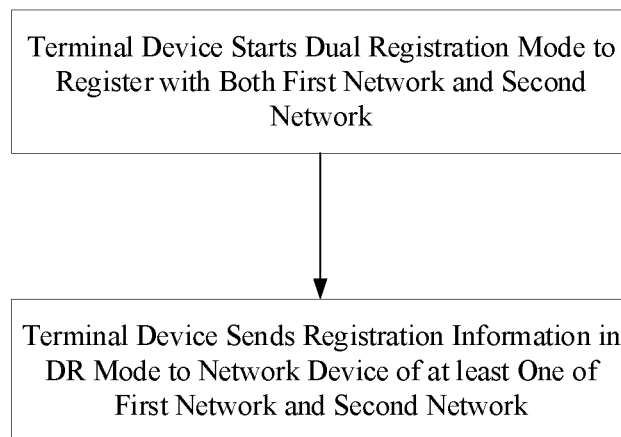 Terminal Device Starts Dual Registration Mode to
Register with Both First Network and Second
Network
Terminal Device Sends Registration Information in
DR Mode to Network Device of at least One of
First Network and Second Network